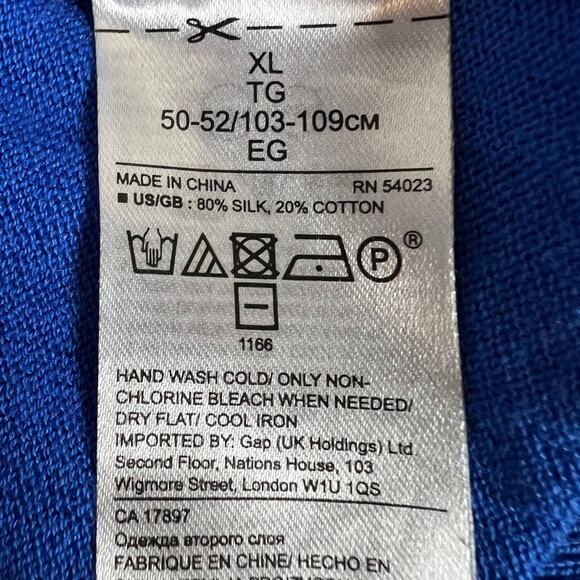 XL
TG
50-52/103-109CM
EG
MADE IN CHINA RN 54023
■ US/GB : 80% SILK, 20% COTTON
P ®
1166
HAND WASH COLD/ ONLY NON-
CHLORINE BLEACH WHEN NEEDED/
DRY FLAT/ COOL IRON
IMPORTED BY: Gap (UK Holdings) Ltd
Second Floor, Nations House, 103
Wigmore Street, London W1U 1QS
CA 17897
Одежда второго слоя
FABRIQUE EN CHINE/ HECHO EN